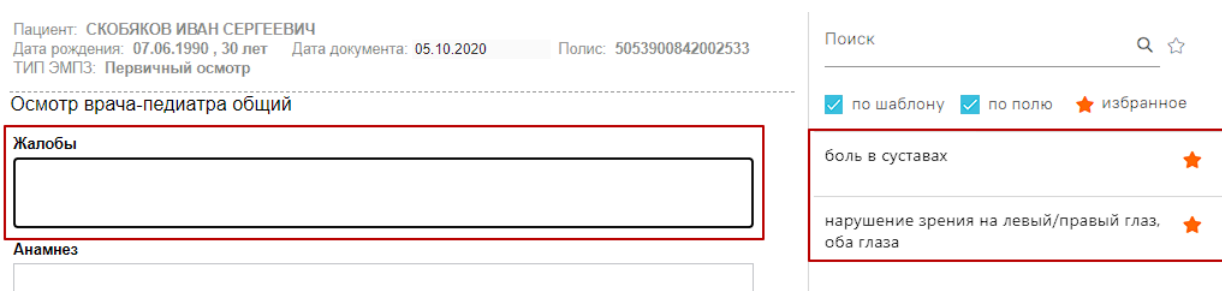 Пациент: СКОБЯКОВ ИВАН СЕРГЕЕВИЧ
Дата рождения: 07.06.1990 , 30 лет Дата документа: 05.10.2020 Полис: 5053900842002533
ТИП ЭМПЗ: Первичный осмотр
Осмотр врача-педиатра общий
Жалобы
Анамнез
Поиск
по шаблону по полю избранное
боль в суставах
нарушение зрения на левый/правый глаз,
оба глаза